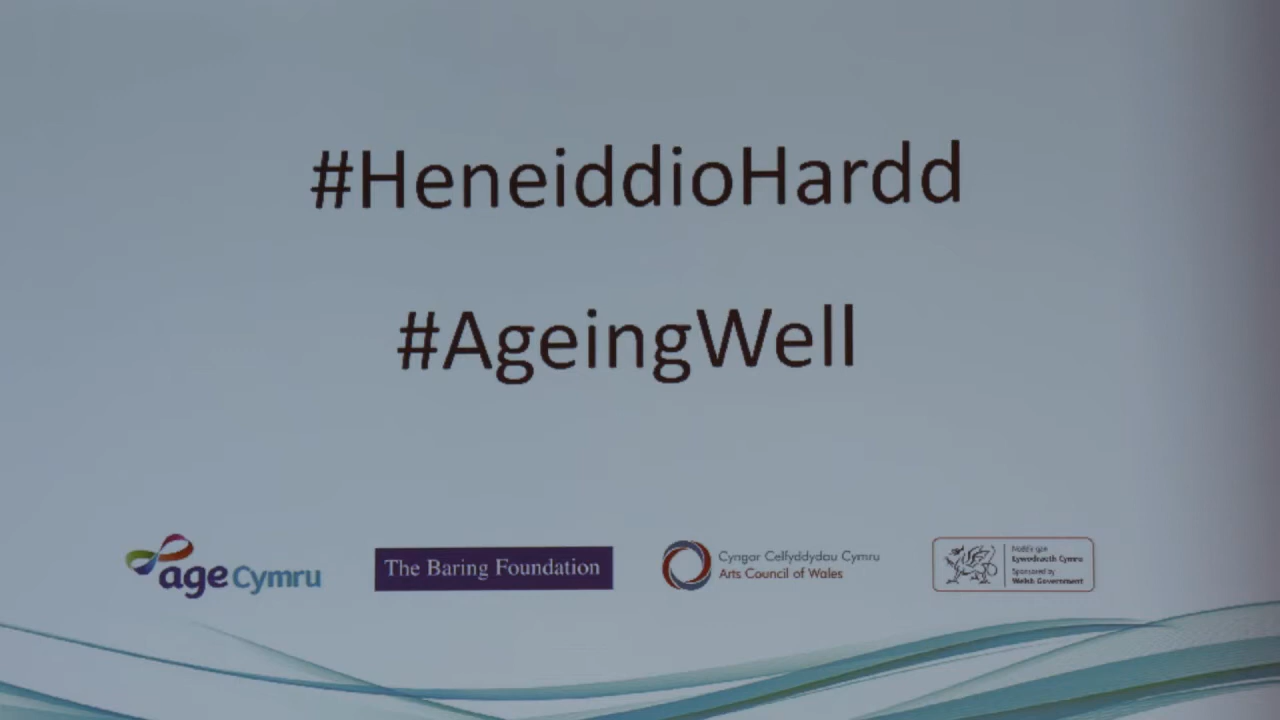 #HeneiddioHardd
#AgeingWell
age Cymru
The Baring Foundation
Cyngor Celfyddydau Cymru
Arts Council of Wales
Noddir gan
Llywodraeth Cymru
Sponsored by
Welsh Government